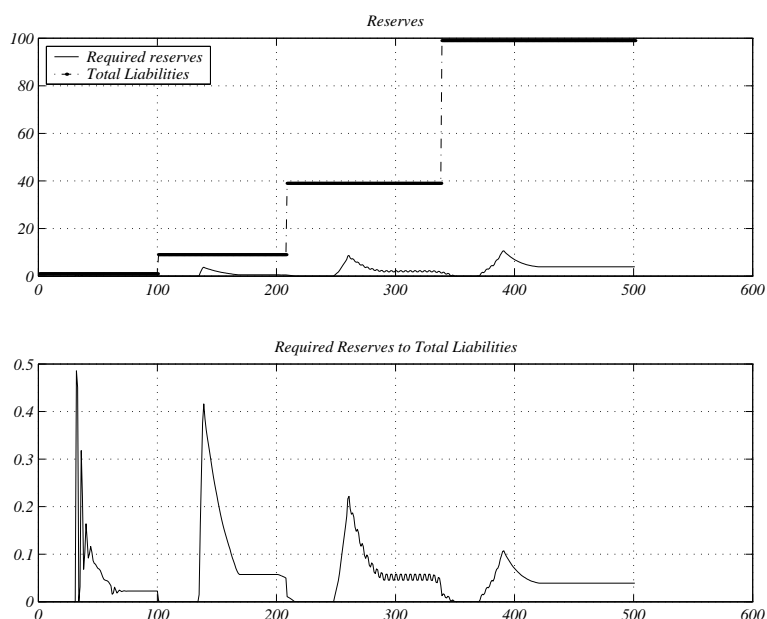 Reserves
100
80
60
40
20
0
Required reserves
Total Liabilities
0 100 200 300 400 500 600
Required Reserves to Total Liabilities
0.5
0.4
0.3
0.2
0.1
0
0 100 200 300 400 500 600